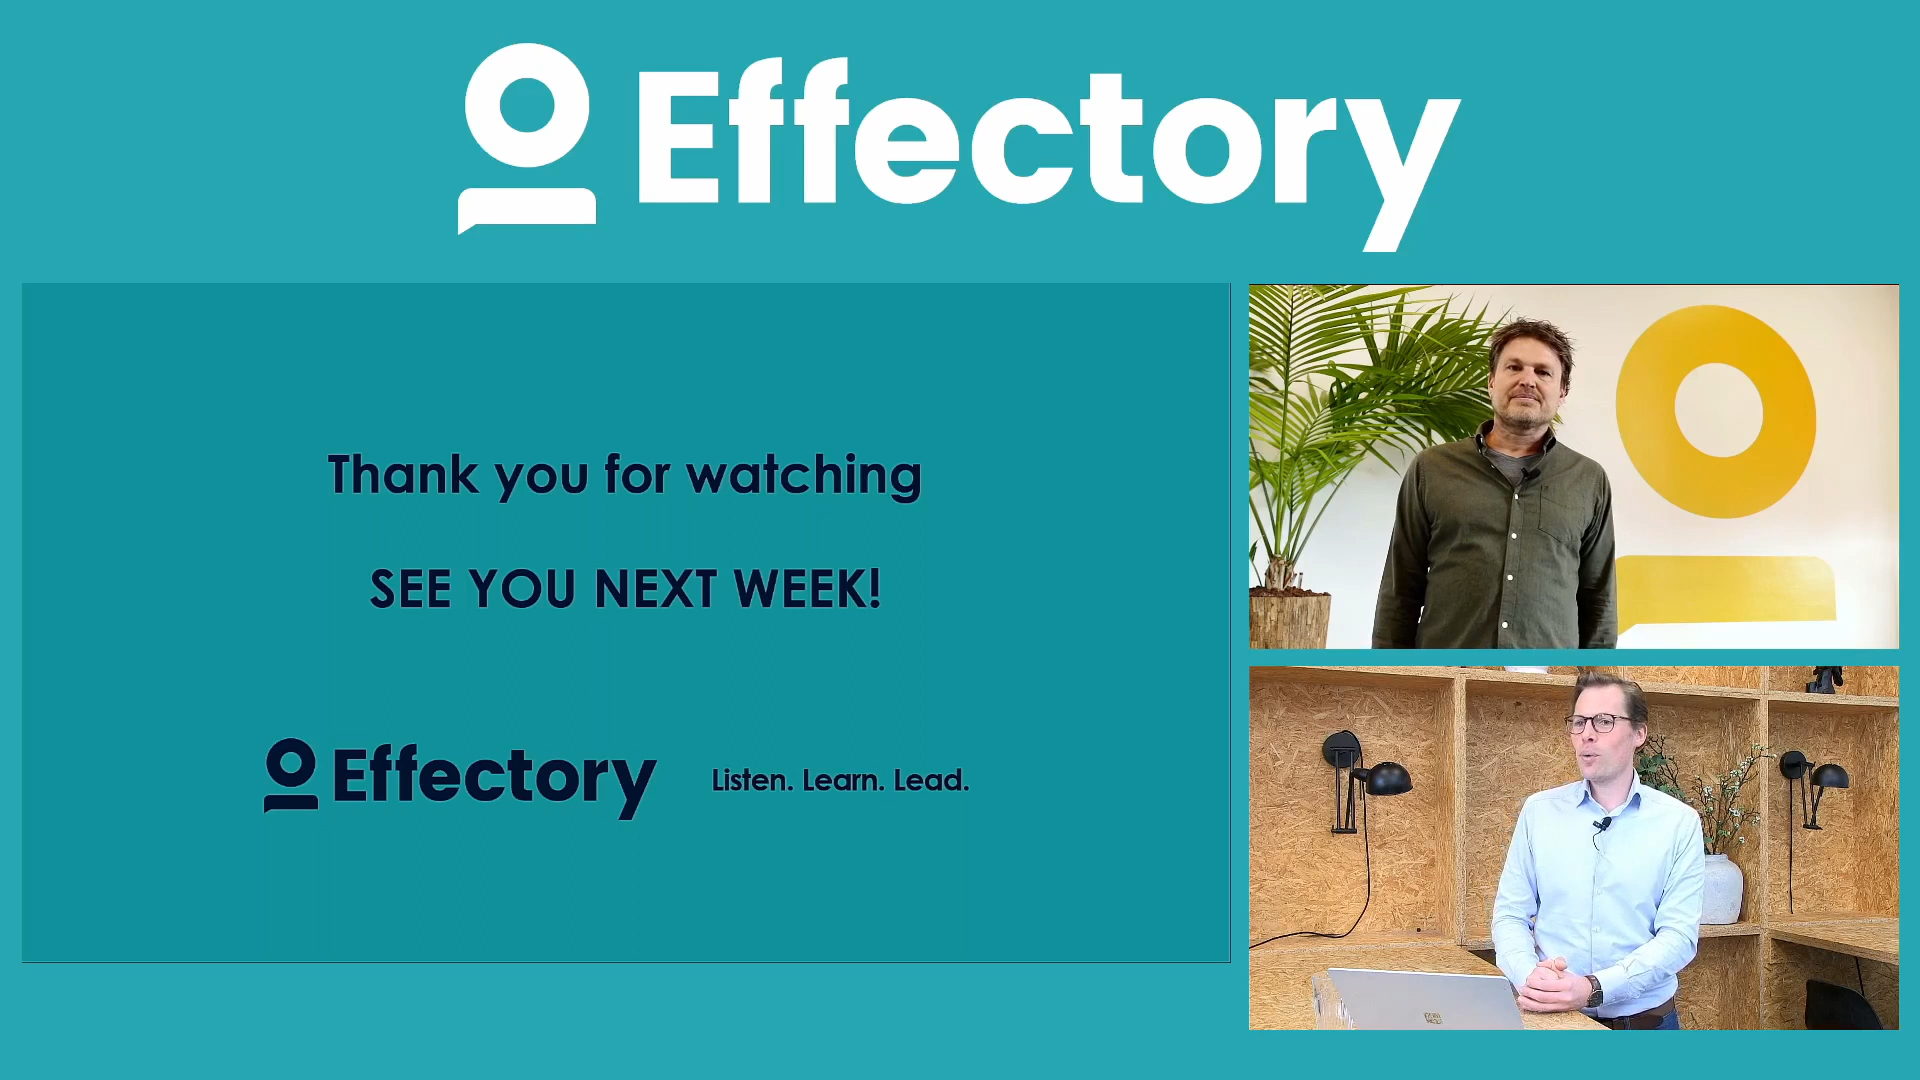 Effectory
Thank you for watching
SEE YOU NEXT WEEK!
Effectory
Listen. Learn. Lead.